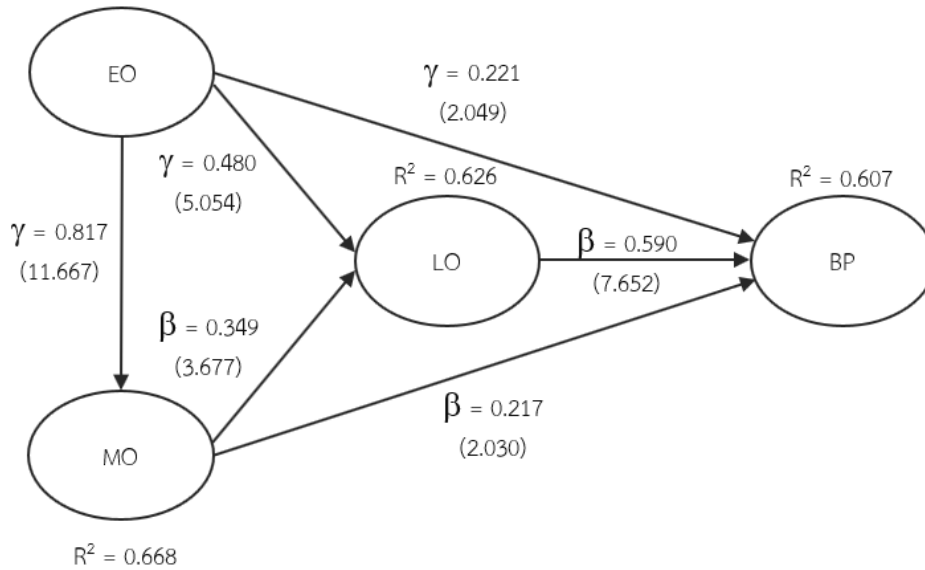 EO
γ = 0.221
(2.049)
γ = 0.480
(5.054)
R² = 0.626
R² = 0.607
γ = 0.817
(11.667)
LO
β = 0.590
(7.652)
BP
β = 0.349
(3.677)
β = 0.217
(2.030)
MO
R² = 0.668